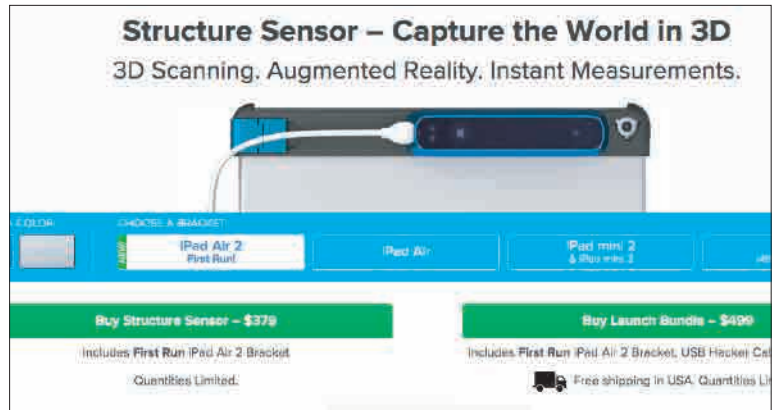 Structure Sensor – Capture the World in 3D
3D Scanning. Augmented Reality. Instant Measurements.
COLOR
CHOOSE A BRACKET
NEW!
iPad Air 2
First Run!
iPad Air
iPad mini 2
& iPad mini 3
Buy Structure Sensor – $379
Buy Launch Bundle – $499
Includes First Run iPad Air 2 Bracket
Includes First Run iPad Air 2 Bracket, USB Hacker
Quantities Limited.
Free shipping in USA. Quantities